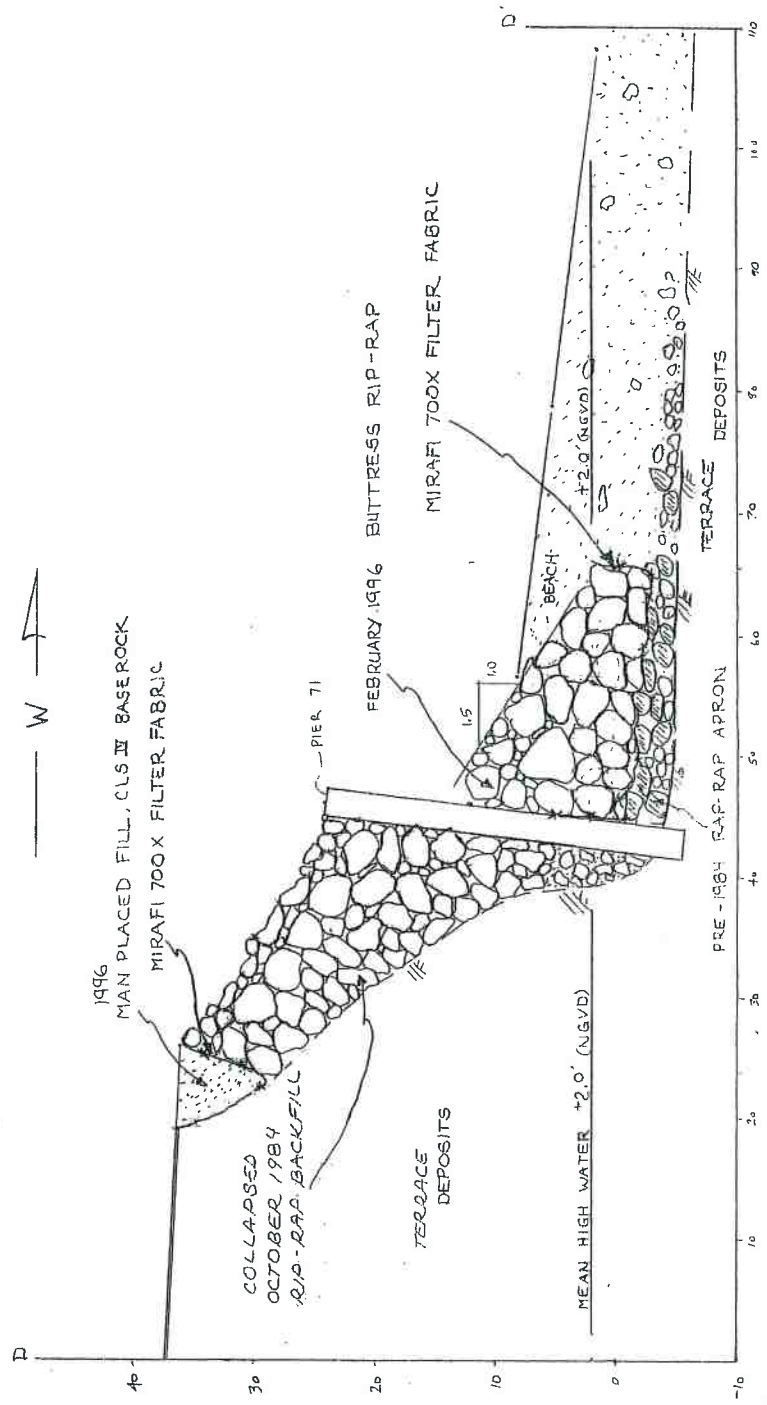 W
D
D'
1996
MAN PLACED FILL, CLS IV BASEROCK
MIRAFI 700X FILTER FABRIC
PIER 71
FEBRUARY 1996 BUTTRESS RIP-RAP
MIRAFI 700X FILTER FABRIC
1.5
1.0
BEACH
+2.0' (NGVD)
COLLAPSED
OCTOBER 1984
RIP-RAP BACKFILL
TERRACE
DEPOSITS
MEAN HIGH WATER +2.0' (NGVD)
PRE-1984 RAP-RAP APRON
TERRACE
DEPOSITS
40
30
20
10
0
-10
10
20
30
40
50
60
70
90
100
110